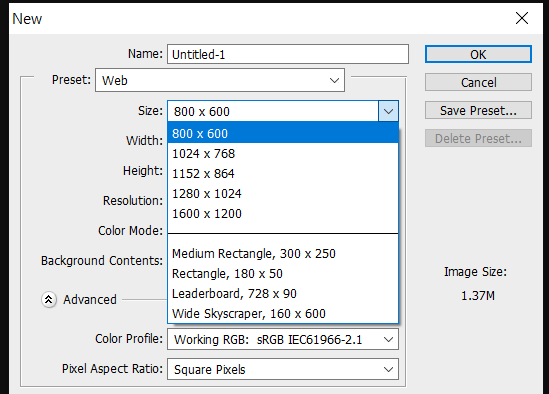 New
Name: Untitled-1
OK
Preset: Web
Cancel
Size: 800 x 600
Save Preset...
800 x 600
Delete Preset...
Width:
1024 x 768
Height:
1152 x 864
Resolution:
1280 x 1024
1600 x 1200
Color Mode:
Background Contents:
Medium Rectangle, 300 x 250
Rectangle, 180 x 50
Leaderboard, 728 x 90
Wide Skyscraper, 160 x 600
Image Size:
1.37M
Advanced
Color Profile: Working RGB: sRGB IEC61966-2.1
Pixel Aspect Ratio: Square Pixels